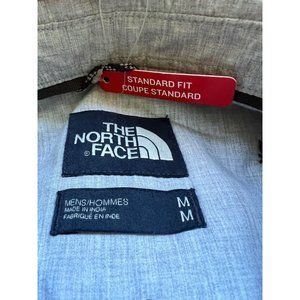 STANDARD FIT
COUPE STANDARD
THE
NORTH
FACE
MENS/HOMMES M
MADE IN INDIA
FABRIQUÉ EN INDE M